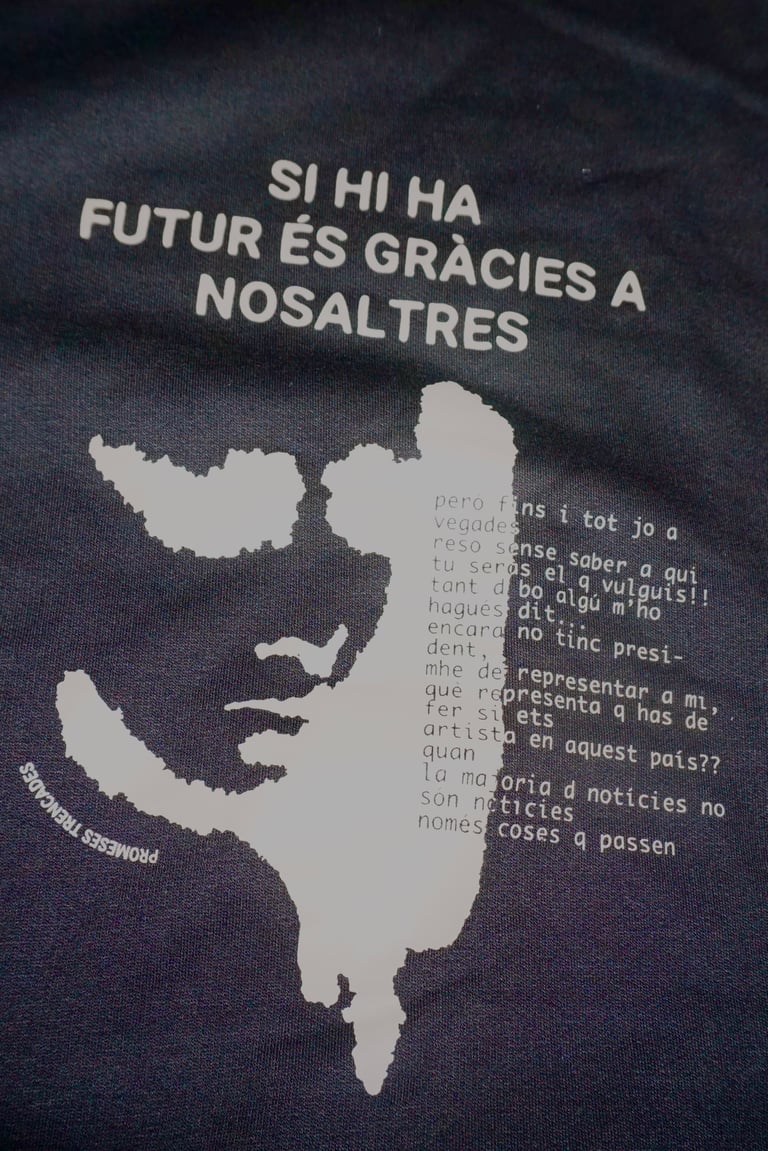 SI HI HA
FUTUR ÉS GRÀCIES A
NOSALTRES
però fins i tot jo a
vegades
reso sense saber a qui
tu seràs el q vulguis!!
tant d bo algú m'ho
hagués dit...
encara no tinc presi-
dent,
mhe de representar a mi,
què representa q has de
fer si ets
artista en aquest país??
quan
la majoria d notícies no
són notícies
només coses q passen
PROMESES TRENCADES